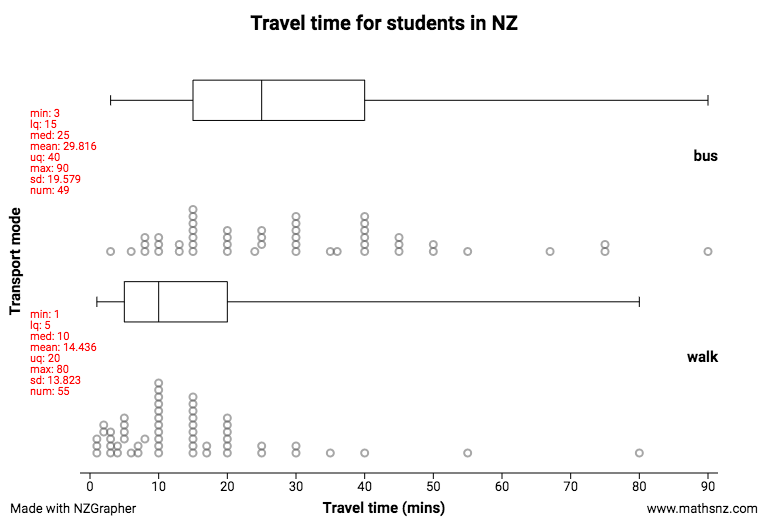 Travel time for students in NZ
min: 3
lq: 15
med: 25
mean: 29.816
uq: 40
max: 90
sd: 19.579
num: 49
bus
Transport mode
min: 1
lq: 5
med: 10
mean: 14.436
uq: 20
max: 80
sd: 13.823
num: 55
walk
0 10 20 30 40 50 60 70 80 90
Made with NZGrapher
Travel time (mins)
www.mathsnz.com